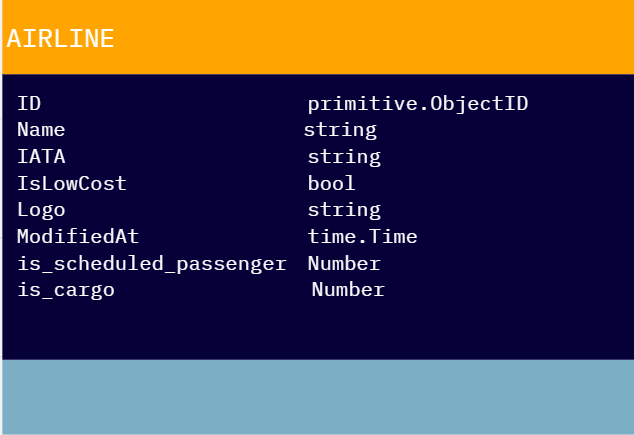 AIRLINE
ID primitive.ObjectID
Name string
IATA string
IsLowCost bool
Logo string
ModifiedAt time.Time
is_scheduled_passenger Number
is_cargo Number